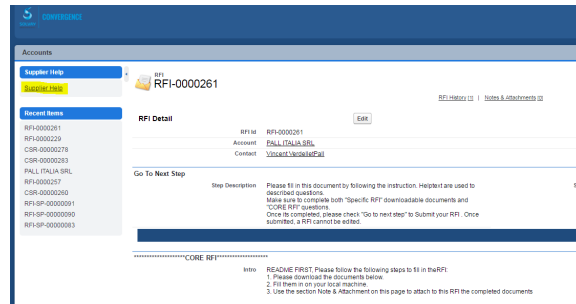 CONVERGENCE
Accounts
Supplier Help
Supplier Help
Recent Items
RFI-0000261
RFI-0000229
CSR-00000278
CSR-00000283
PALL ITALIA SRL
RFI-0000257
CSR-00000260
RFI-SP-00000091
RFI-SP-00000090
RFI-SP-00000083
RFI
RFI-0000261
RFI History [1] | Notes & Attachments [0]
RFI Detail
Edit
RFI Id RFI-0000261
Account PALL ITALIA SRL
Contact Vincent VerdelletPall
Go To Next Step
Step Description Please fill in this document by following the instruction. Helptext are used to
described questions.
Make sure to complete both "Specific RFI" downloadable documents and
"CORE RFI" questions.
Once its completed, please check "Go to next step" to Submit your RFI. Once
submitted, a RFI cannot be edited.
********************CORE RFI********************
Intro README FIRST, Please follow the following steps to fill in theRFI:
1. Please download the documents below.
2. Fill them in on your local machine.
3. Use the section Note & Attachment on this page to attach to this RFI the completed documents